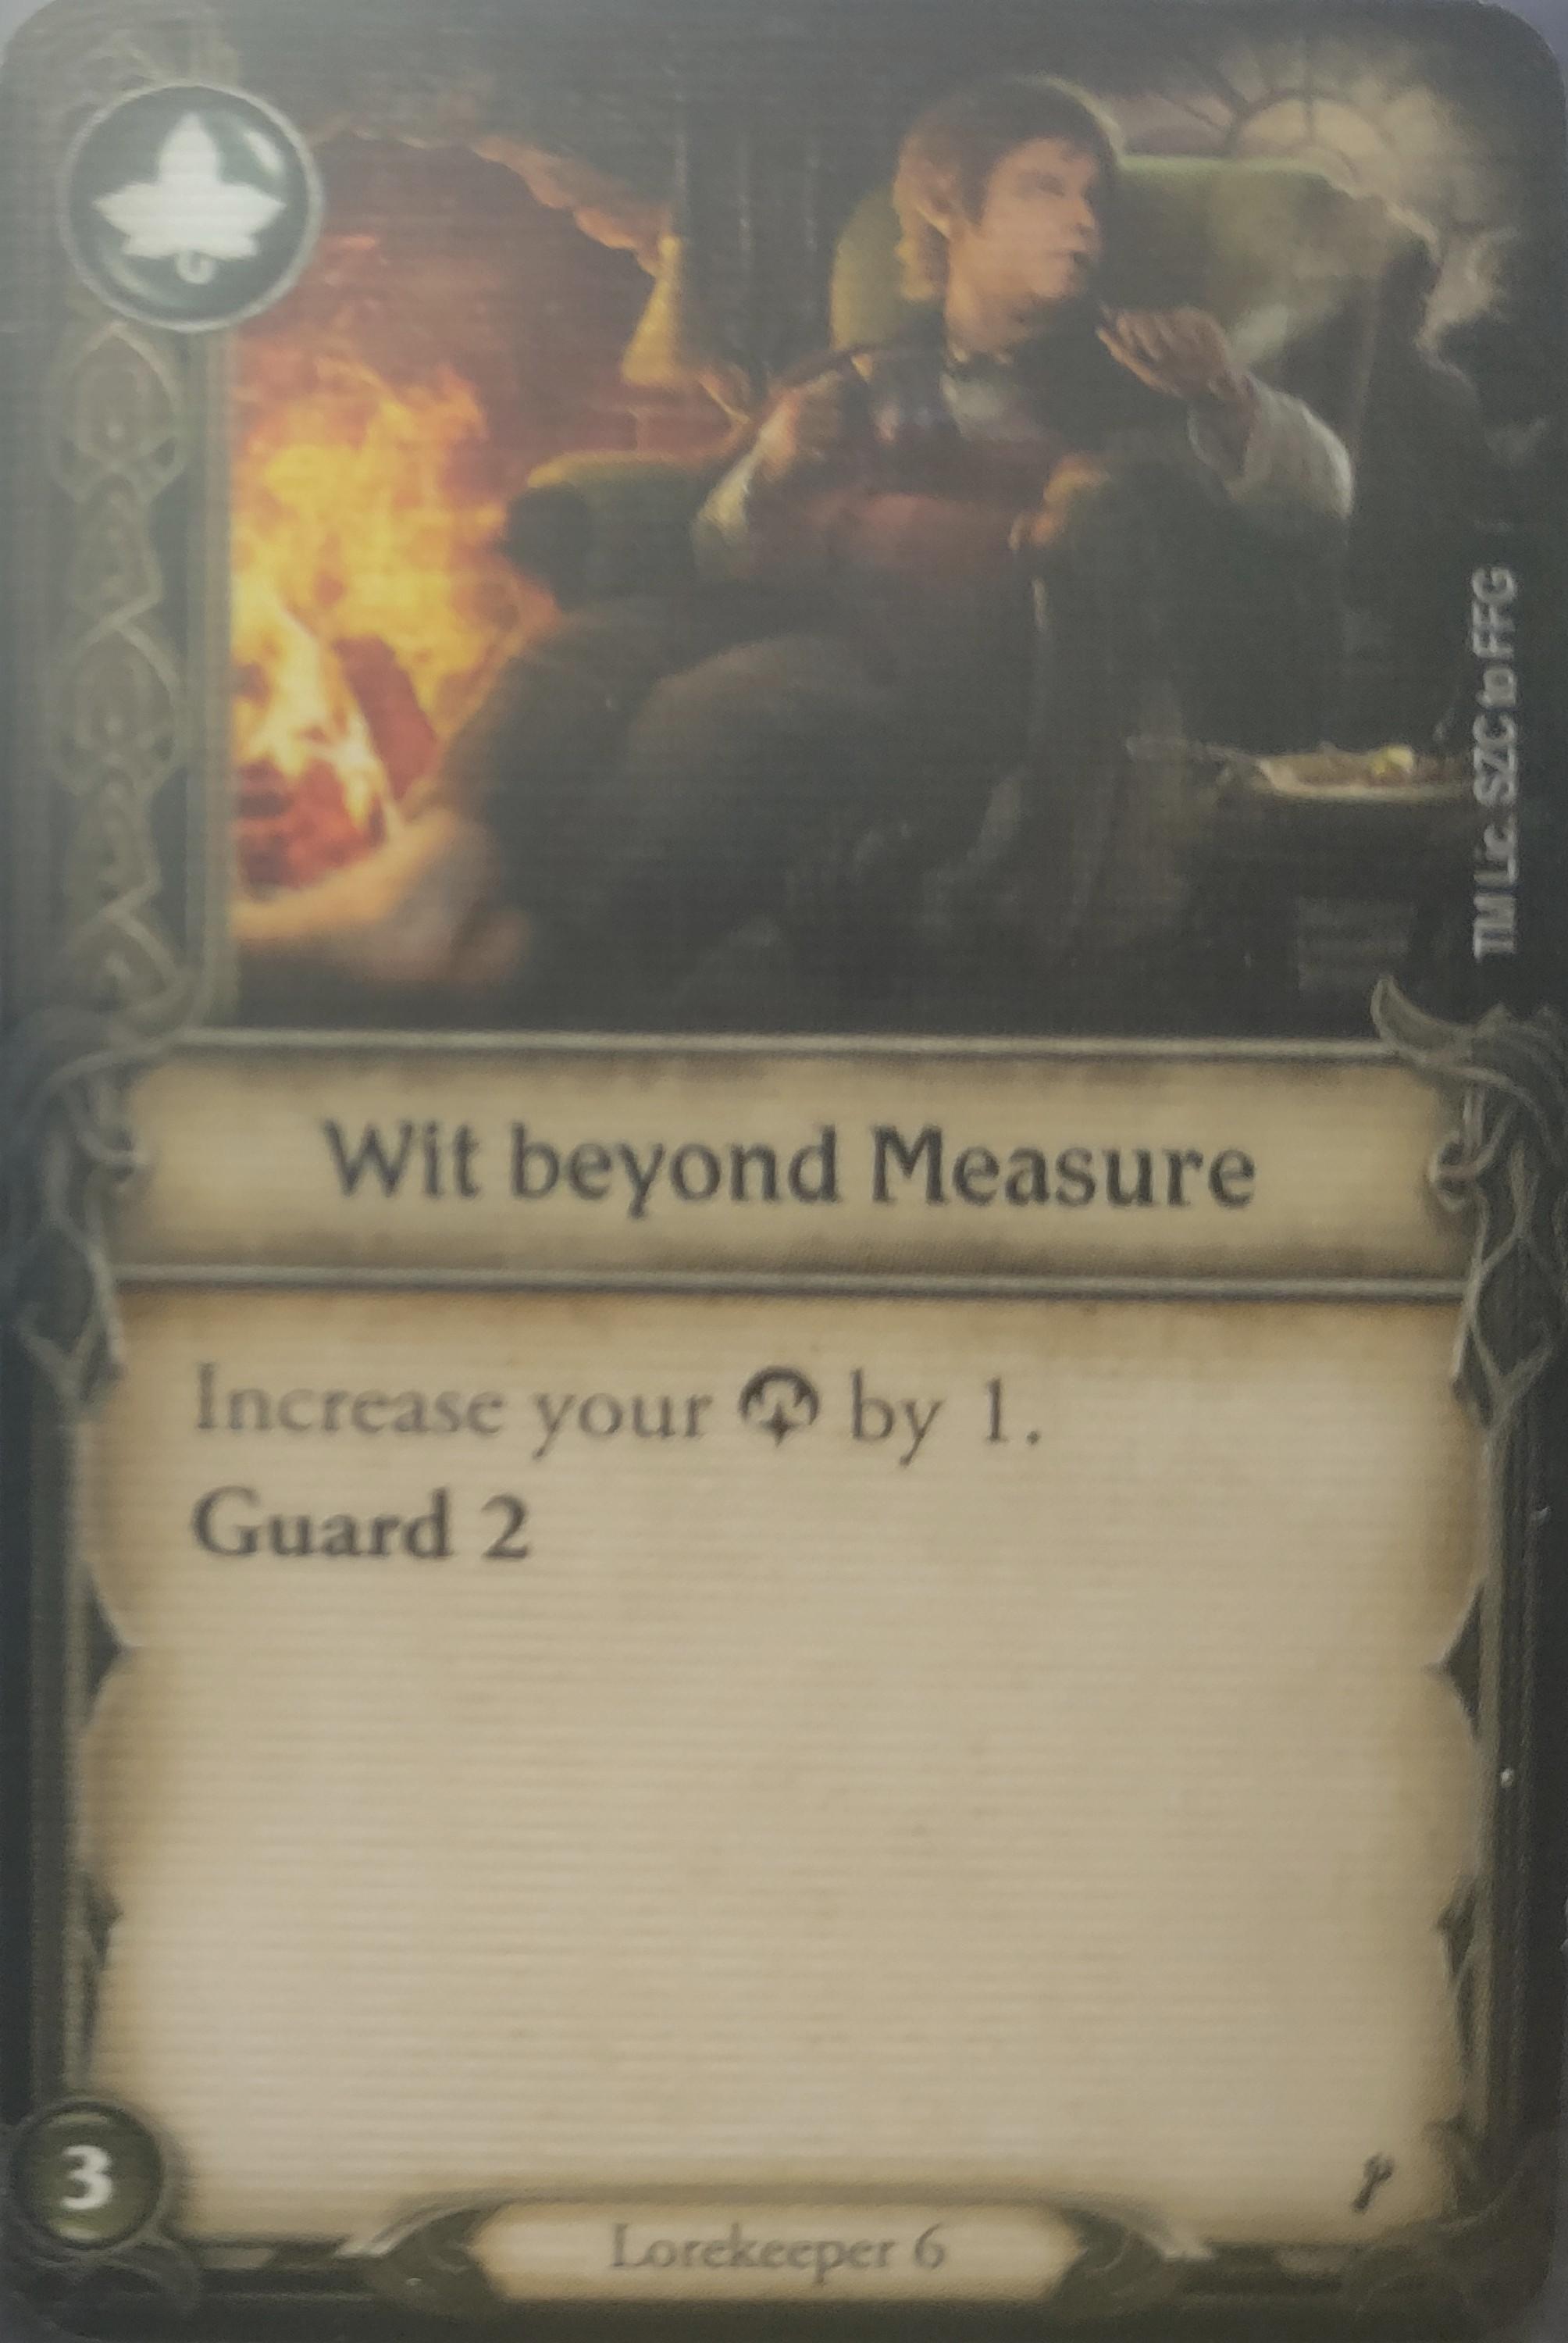 TM Lic. SZC to FFG
Wit beyond Measure
Increase your by 1.
Guard 2
3
Lorekeeper 6